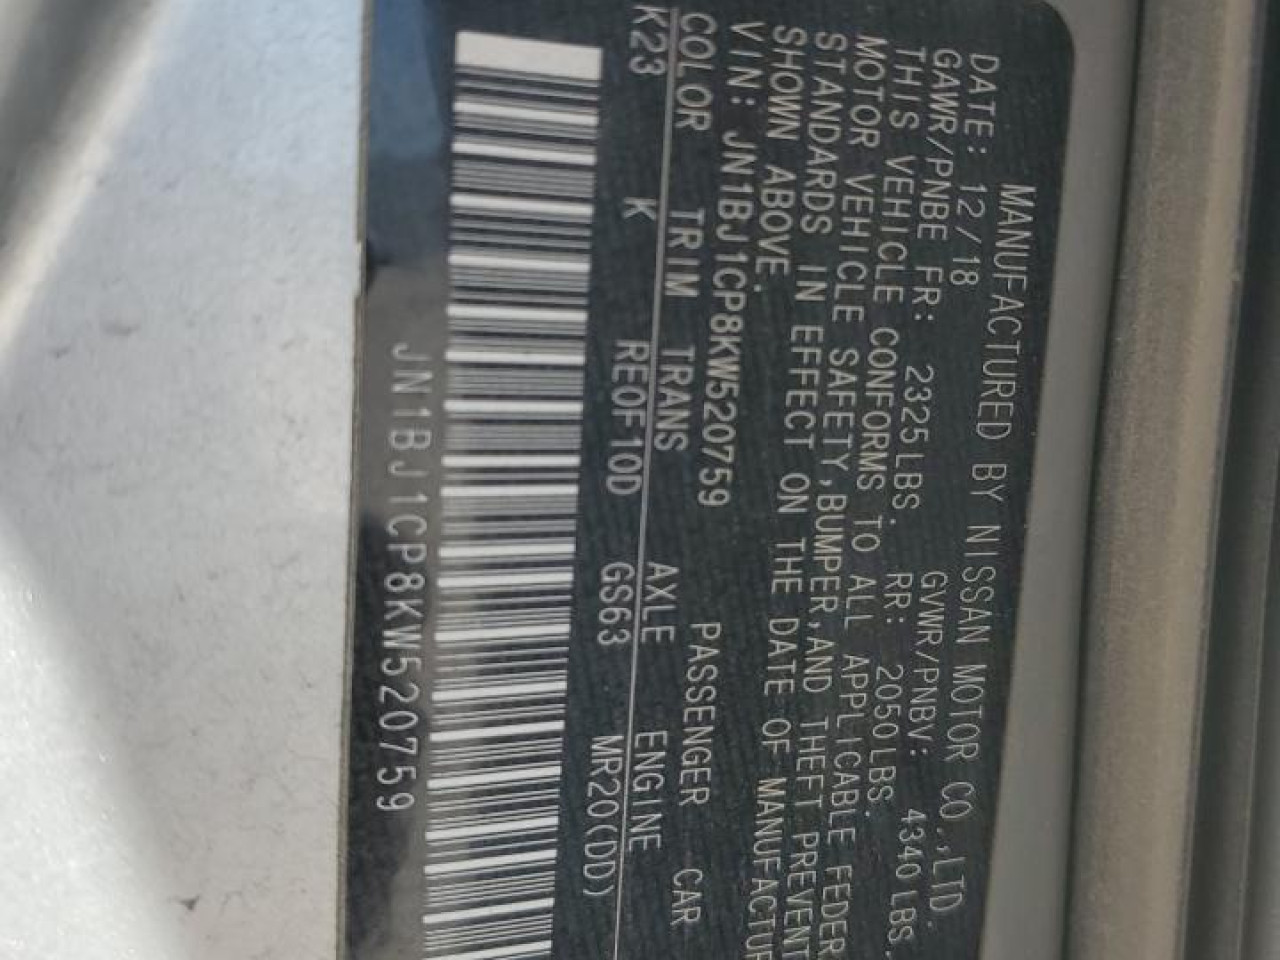 MANUFACTURED BY NISSAN MOTOR CO.,LTD.
DATE: 12/18 GVWR/PNBV: 4340LBS.
GAWR/PNBE FR: 2325LBS. RR: 2050LBS.
THIS VEHICLE CONFORMS TO ALL APPLICABLE FEDER
MOTOR VEHICLE SAFETY,BUMPER,AND THEFT PREVENT
STANDARDS IN EFFECT ON THE DATE OF MANUFACTUR
SHOWN ABOVE.
VIN: JN1BJ1CP8KW520759 PASSENGER CAR
COLOR TRIM TRANS AXLE ENGINE
K23 K RE0F10D GS63 MR20(DD)
JN1BJ1CP8KW520759